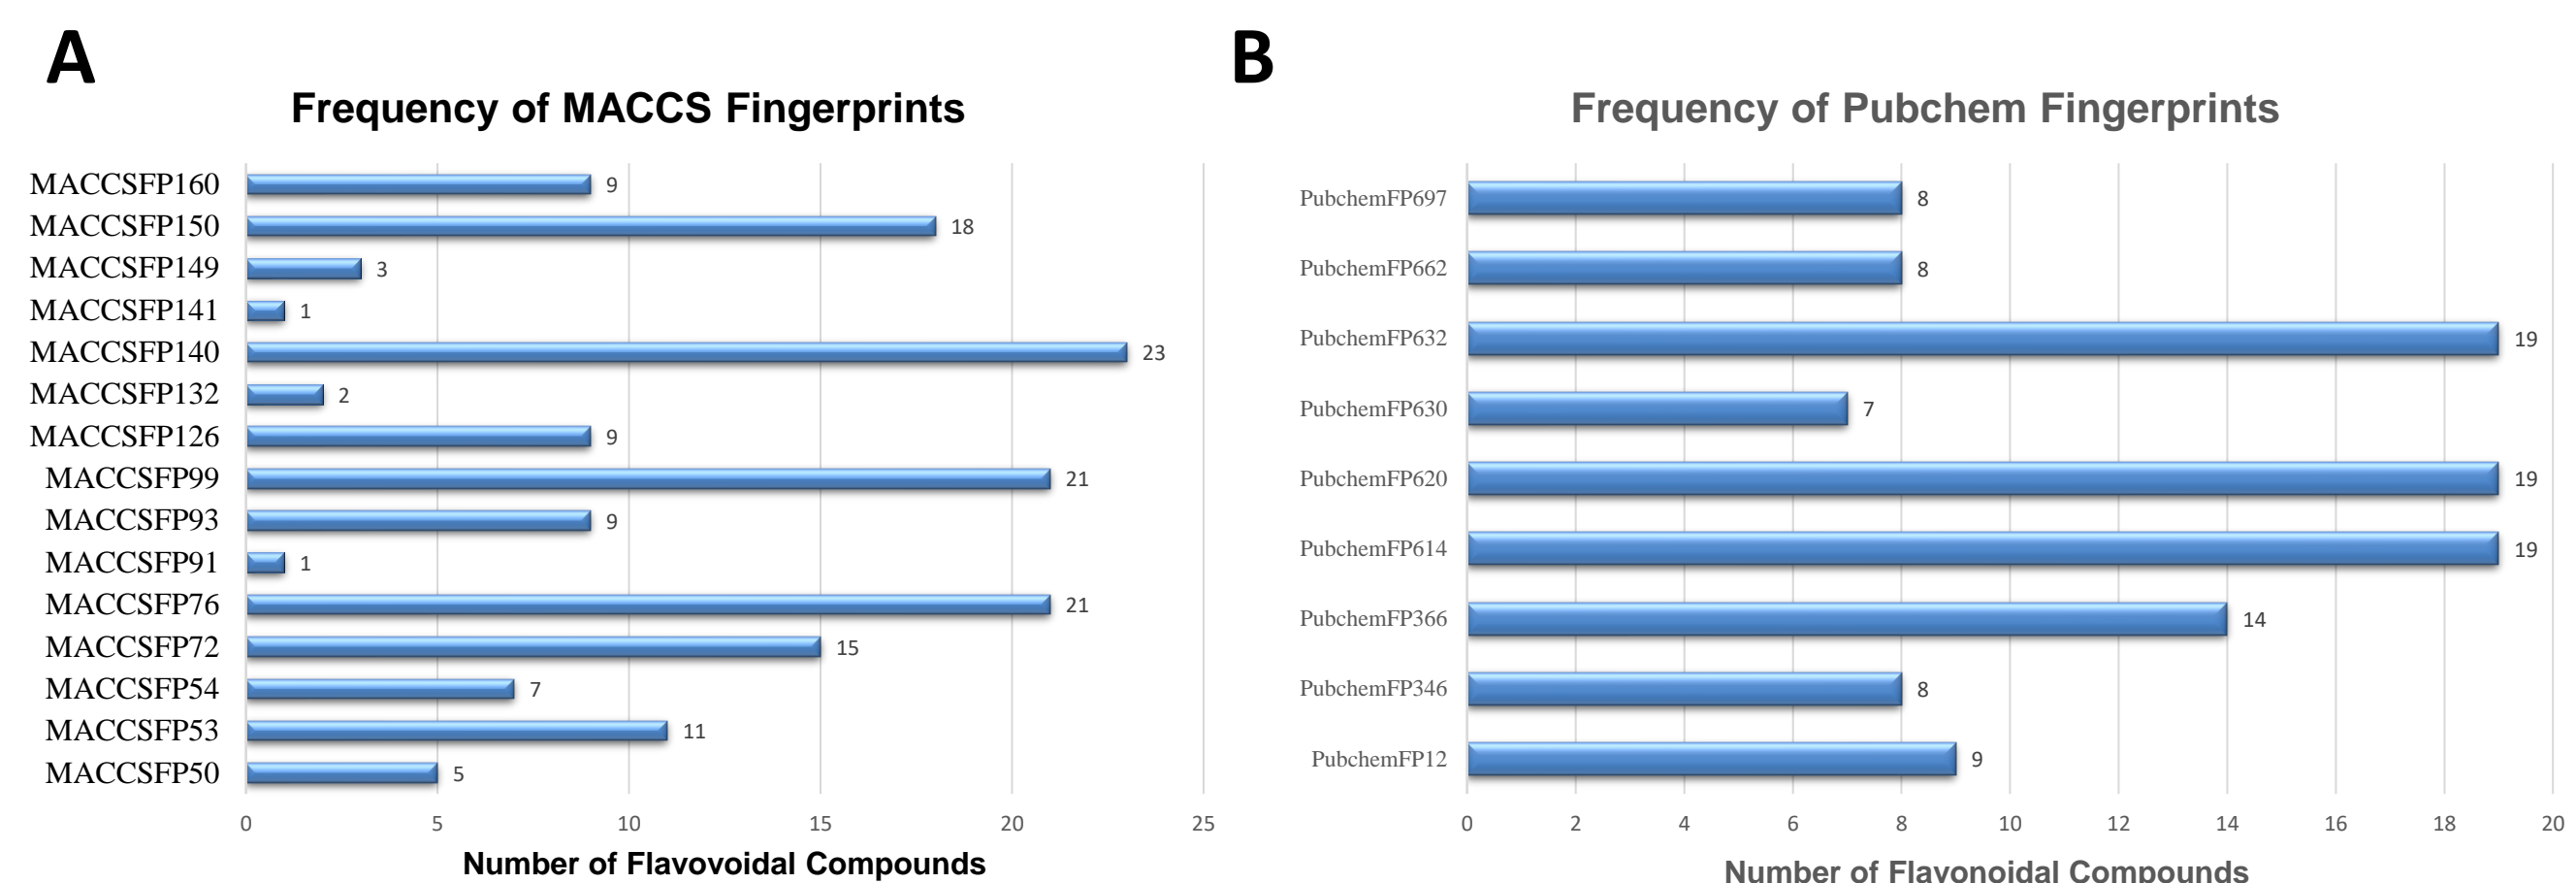 A
Frequency of MACCS Fingerprints
MACCSFP160 9
MACCSFP150 18
MACCSFP149 3
MACCSFP141 1
MACCSFP140 23
MACCSFP132 2
MACCSFP126 9
MACCSFP99 21
MACCSFP93 9
MACCSFP91 1
MACCSFP76 21
MACCSFP72 15
MACCSFP54 7
MACCSFP53 11
MACCSFP50 5
0 5 10 15 20 25
Number of Flavovoidal Compounds
B
Frequency of Pubchem Fingerprints
PubchemFP697 8
PubchemFP662 8
PubchemFP632 19
PubchemFP630 7
PubchemFP620 19
PubchemFP614 19
PubchemFP366 14
PubchemFP346 8
PubchemFP12 9
0 2 4 6 8 10 12 14 16 18 20
Number of Flavonoidal Compounds